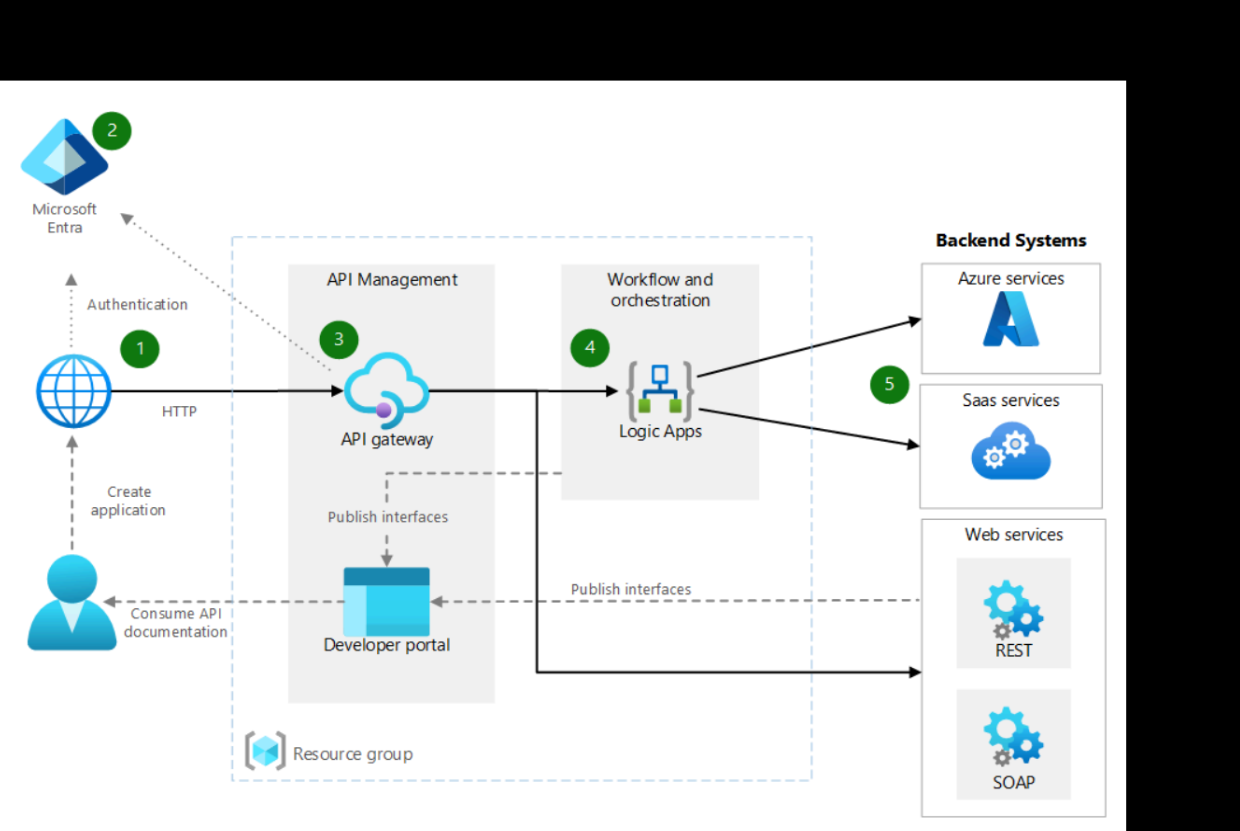 2
Microsoft
Entra
Authentication
1
HTTP
Create
application
Consume API
documentation
API Management
3
API gateway
Publish interfaces
Developer portal
Resource group
Workflow and
orchestration
4
Logic Apps
Publish interfaces
Backend Systems
Azure services
5
Saas services
Web services
REST
SOAP